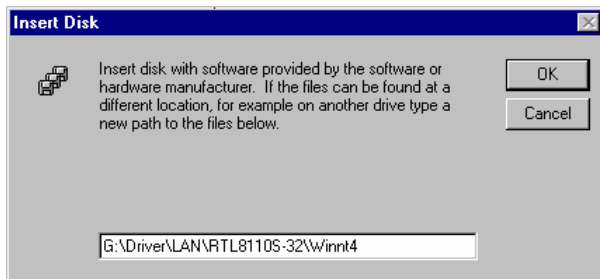 Insert Disk
Insert disk with software provided by the software or
hardware manufacturer. If the files can be found at a
different location, for example on another drive type a
new path to the files below.
OK
Cancel
G:\Driver\LAN\RTL8110S-32\Winnt4